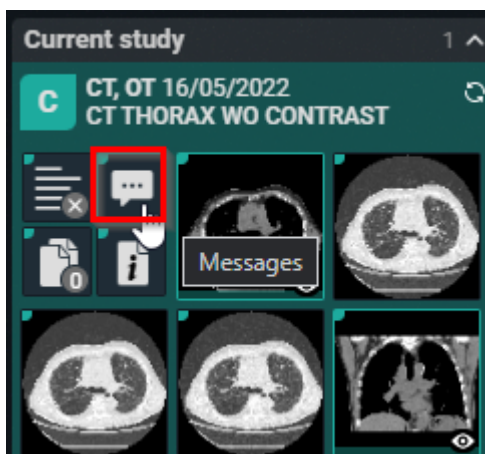 Current study 1
C
CT, OT 16/05/2022
CT THORAX WO CONTRAST
0
i
Messages